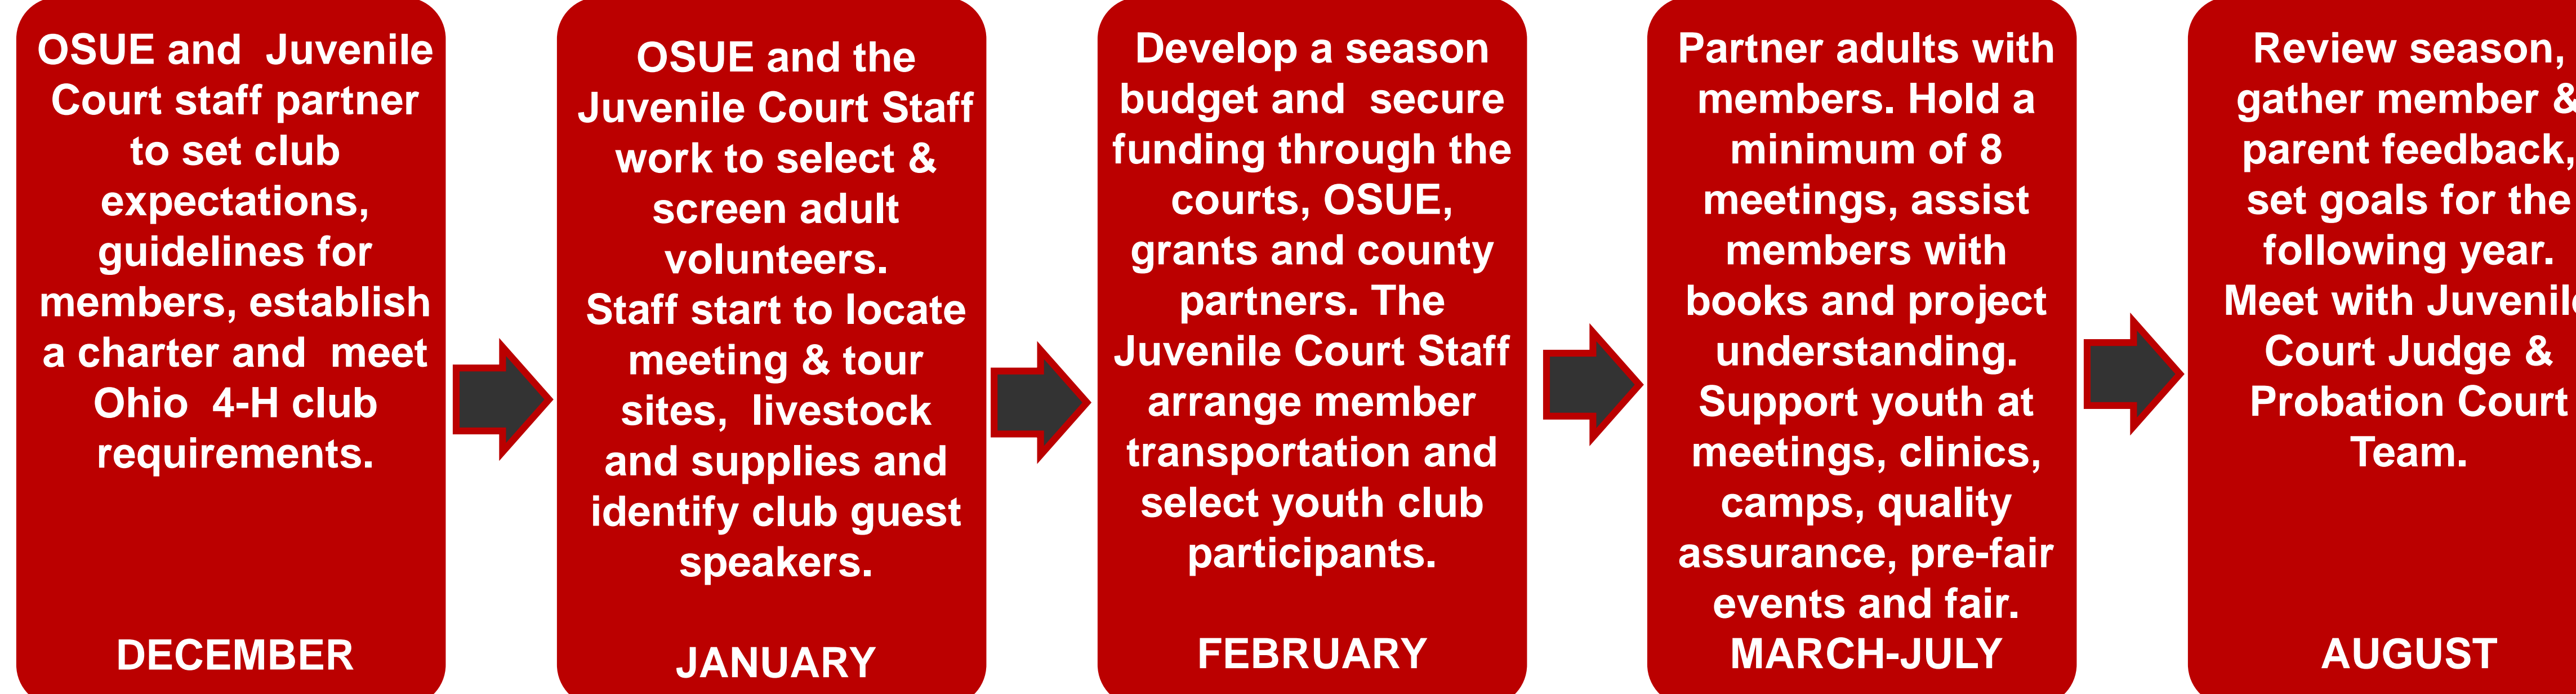 OSUE and  Juvenile
Court staff partner
to set club
expectations,
guidelines for
members, establish
a charter and  meet
Ohio  4-H club
requirements.
DECEMBER
OSUE and the
Juvenile Court Staff
work to select &
screen adult
volunteers.
Staff start to locate
meeting & tour
sites,  livestock
and supplies and
identify club guest
speakers.
JANUARY
Develop a season
budget and  secure
funding through the
courts, OSUE,
grants and county
partners. The
Juvenile Court Staff
arrange member
transportation and
select youth club
participants.
FEBRUARY
Partner adults with
members. Hold a
minimum of 8
meetings, assist
members with
books and project
understanding.
Support youth at
meetings, clinics,
camps, quality
assurance, pre-fair
events and fair.
MARCH-JULY
Review season,
gather member &
parent feedback,
set goals for the
following year.
Meet with Juvenile
Court Judge &
Probation Court
Team.
AUGUST